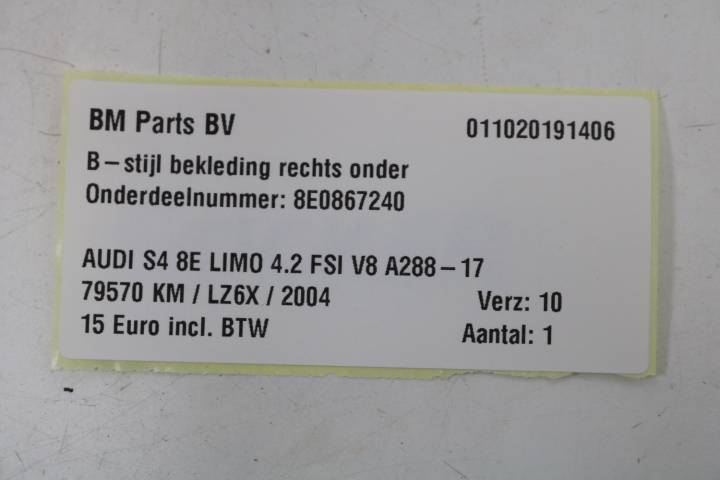 BM Parts BV 011020191406
B-stijl bekleding rechts onder
Onderdeelnummer: 8E0867240
AUDI S4 8E LIMO 4.2 FSI V8 A288-17
79570 KM / LZ6X / 2004 Verz: 10
15 Euro incl. BTW Aantal: 1